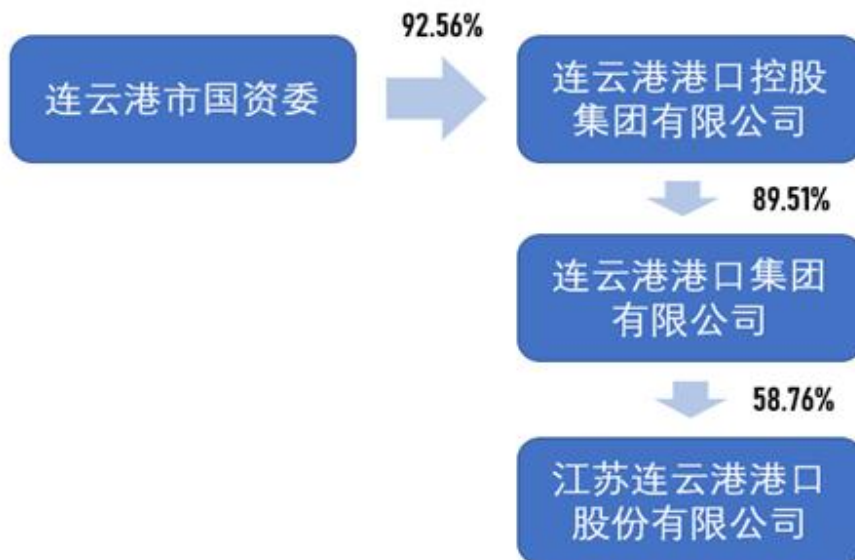 92.56%
连云港市国资委
连云港港口控股
集团有限公司
89.51%
连云港港口集团
有限公司
58.76%
江苏连云港港口
股份有限公司